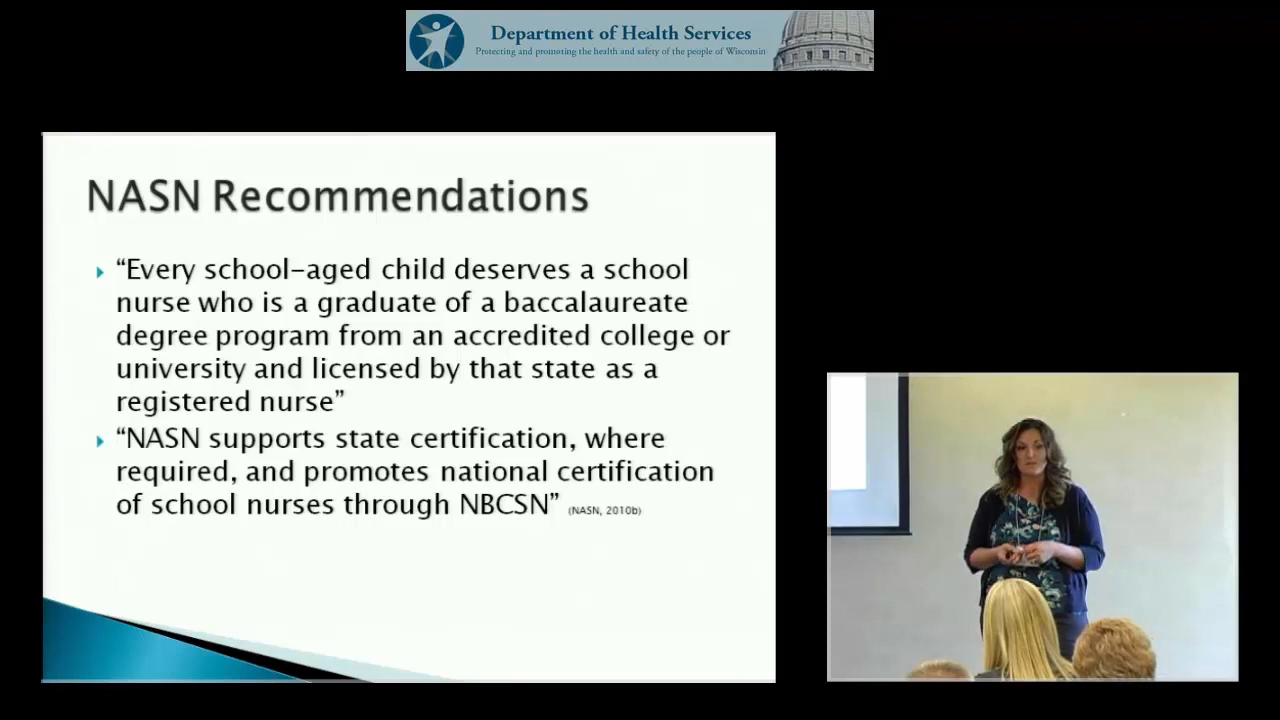 Department of Health Services
Protecting and promoting the health and safety of the people of Wisconsin
NASN Recommendations
“Every school-aged child deserves a school
nurse who is a graduate of a baccalaureate
degree program from an accredited college or
university and licensed by that state as a
registered nurse”
“NASN supports state certification, where
required, and promotes national certification
of school nurses through NBCSN” (NASN, 2010b)